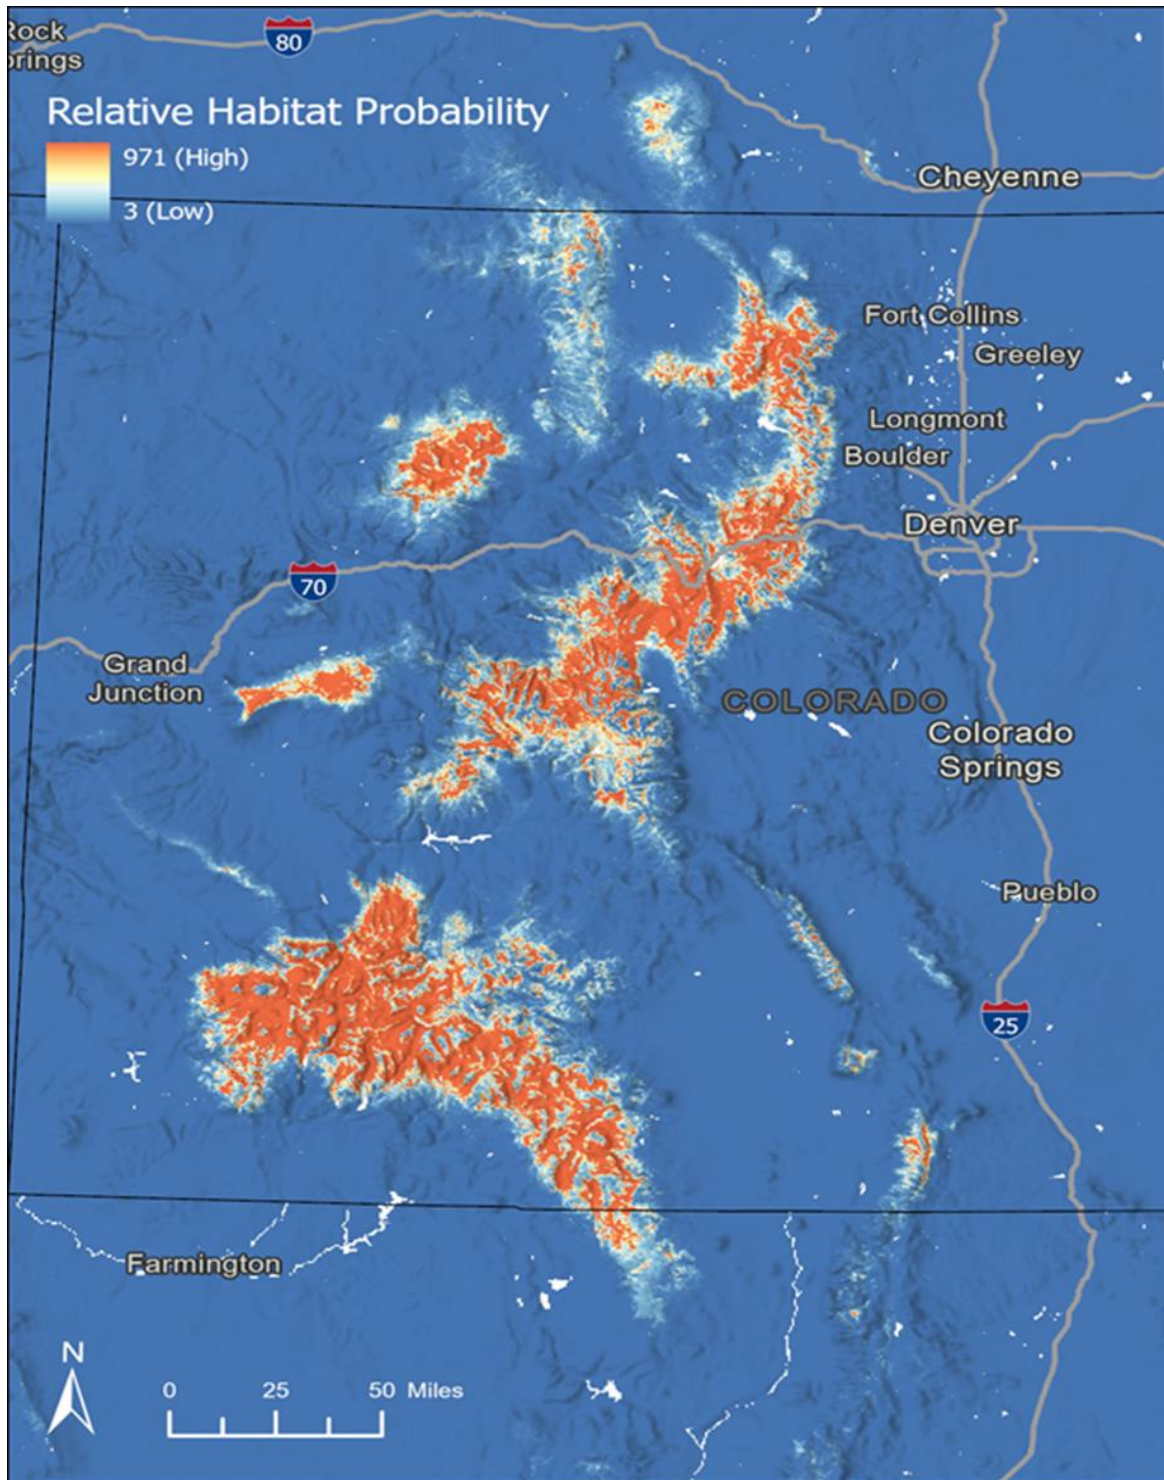 Rock
Springs
80
Relative Habitat Probability
971 (High)
3 (Low)
Cheyenne
Fort Collins
Greeley
Longmont
Boulder
Denver
70
Grand
Junction
COLORADO
Colorado
Springs
Pueblo
25
Farmington
N
0 25 50 Miles